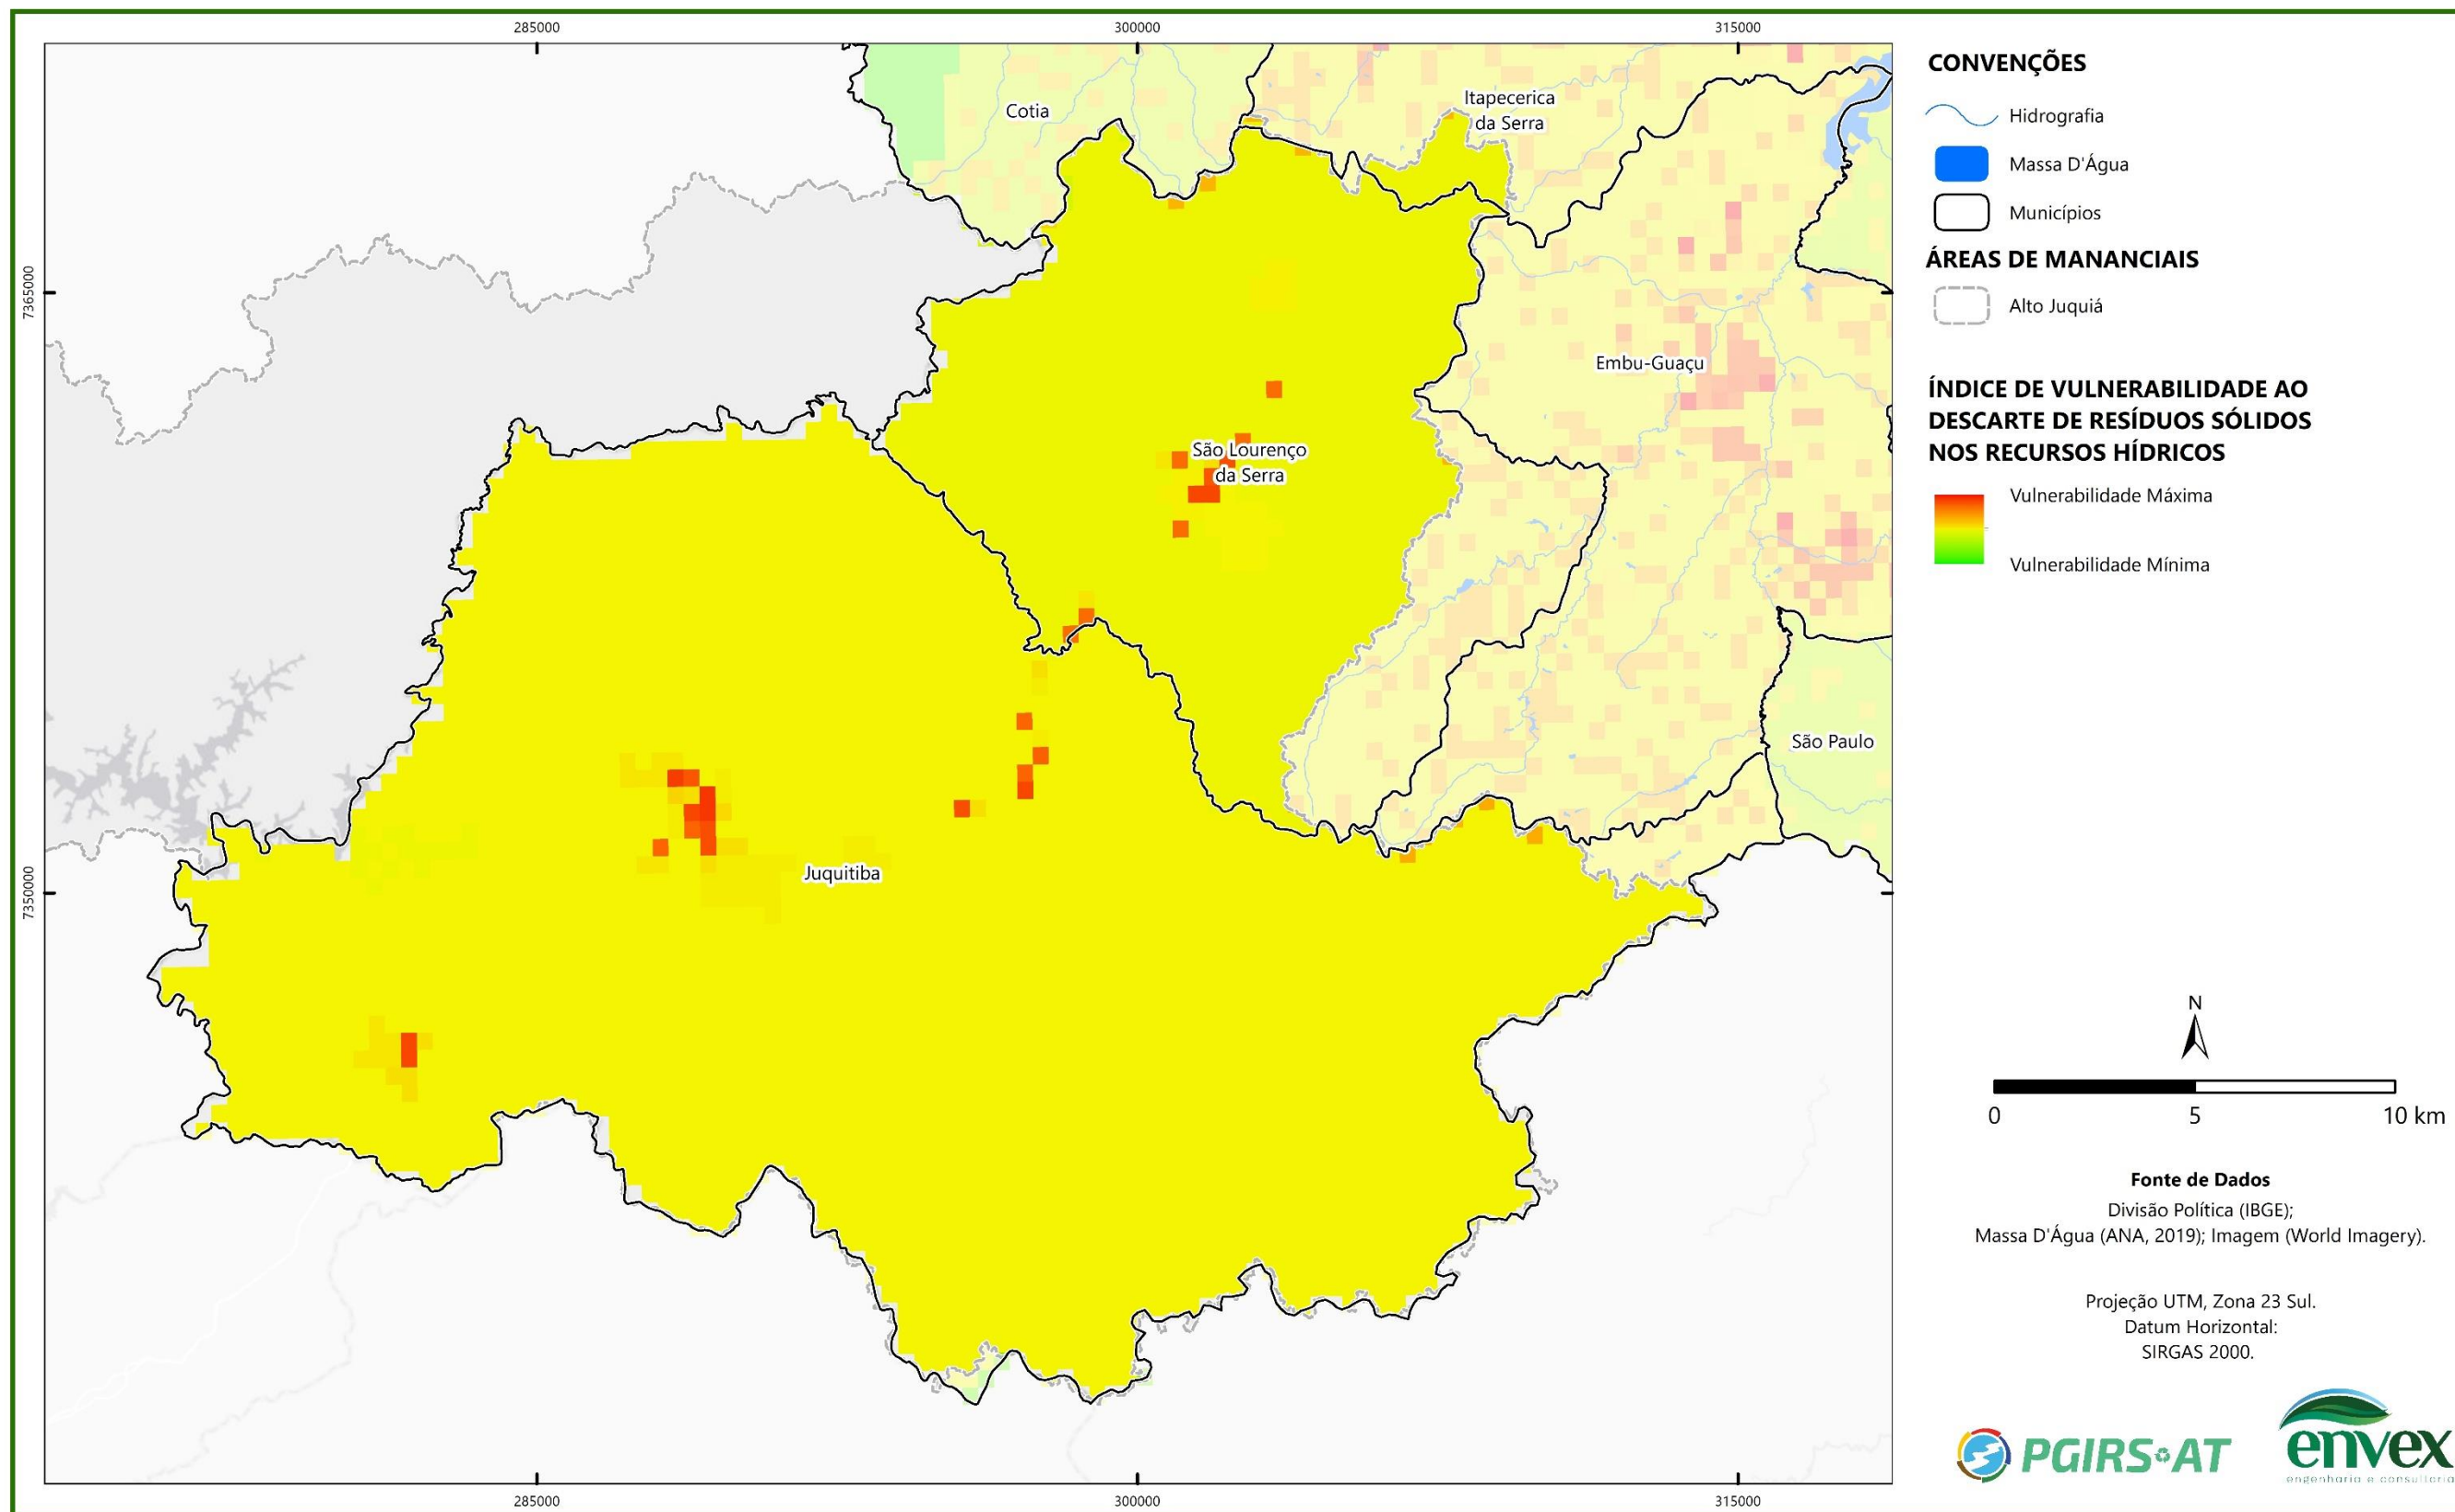 285000
300000
315000
7365000
7350000
Cotia
Itapecerica
da Serra
Embu-Guaçu
São Lourenço
da Serra
São Paulo
Juquitiba
285000
300000
315000
CONVENÇÕES
Hidrografia
Massa D'Água
Municípios
ÁREAS DE MANANCIAIS
Alto Juquiá
ÍNDICE DE VULNERABILIDADE AO
DESCARTE DE RESÍDUOS SÓLIDOS
NOS RECURSOS HÍDRICOS
Vulnerabilidade Máxima
Vulnerabilidade Mínima
N
0 5 10 km
Fonte de Dados
Divisão Política (IBGE);
Massa D'Água (ANA, 2019); Imagem (World Imagery).
Projeção UTM, Zona 23 Sul.
Datum Horizontal:
SIRGAS 2000.
PGIRS AT
envex
engenharia e consultoria